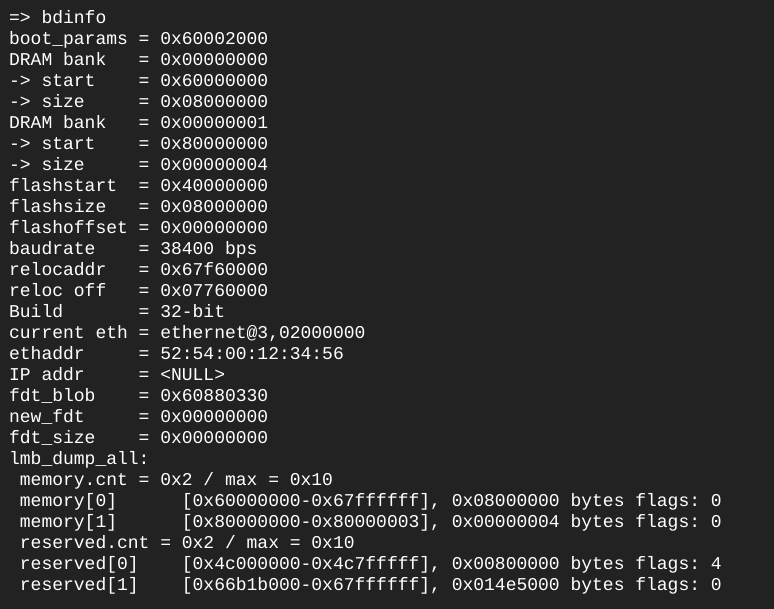 => bdinfo
boot_params = 0x60002000
DRAM bank   = 0x00000000
-> start    = 0x60000000
-> size     = 0x08000000
DRAM bank   = 0x00000001
-> start    = 0x80000000
-> size     = 0x00000004
flashstart  = 0x40000000
flashsize   = 0x08000000
flashoffset = 0x00000000
baudrate    = 38400 bps
relocaddr   = 0x67f60000
reloc off   = 0x07760000
Build       = 32-bit
current eth = ethernet@3,02000000
ethaddr     = 52:54:00:12:34:56
IP addr     = <NULL>
fdt_blob    = 0x60880330
new_fdt     = 0x00000000
fdt_size    = 0x00000000
lmb_dump_all:
 memory.cnt = 0x2 / max = 0x10
 memory[0]      [0x60000000-0x67ffffff], 0x08000000 bytes flags: 0
 memory[1]      [0x80000000-0x80000003], 0x00000004 bytes flags: 0
 reserved.cnt = 0x2 / max = 0x10
 reserved[0]    [0x4c000000-0x4c7fffff], 0x00800000 bytes flags: 4
 reserved[1]    [0x66b1b000-0x67ffffff], 0x014e5000 bytes flags: 0